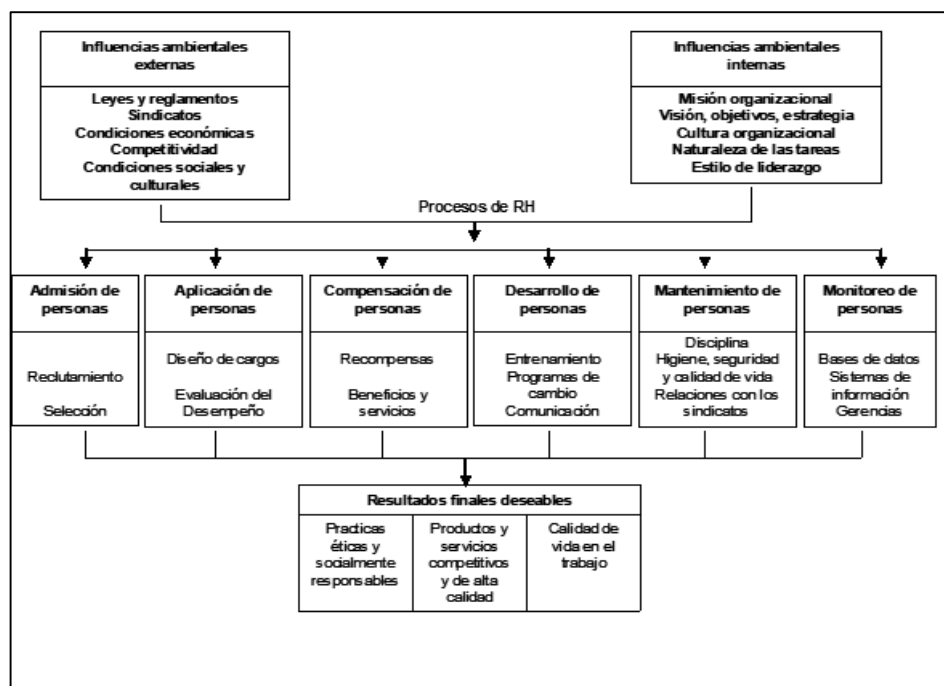 Influencias ambientales
externas
Leyes y reglamentos
Sindicatos
Condiciones económicas
Competitividad
Condiciones sociales y
culturales
Influencias ambientales
internas
Misión organizacional
Visión, objetivos, estrategia
Cultura organizacional
Naturaleza de las tareas
Estilo de liderazgo
Procesos de RH
Admisión de
personas
Reclutamiento
Selección
Aplicación de
personas
Diseño de cargos
Evaluación del
Desempeño
Compensación de
personas
Recompensas
Beneficios y
servicios
Desarrollo de
personas
Entrenamiento
Programas de
cambio
Comunicación
Mantenimiento de
personas
Disciplina
Higiene, seguridad
y calidad de vida
Relaciones con los
sindicatos
Monitoreo de
personas
Bases de datos
Sistemas de
información
Gerencias
Resultados finales deseables
Practicas
éticas y
socialmente
responsables
Productos y
servicios
competitivos
y de alta
calidad
Calidad de
vida en el
trabajo